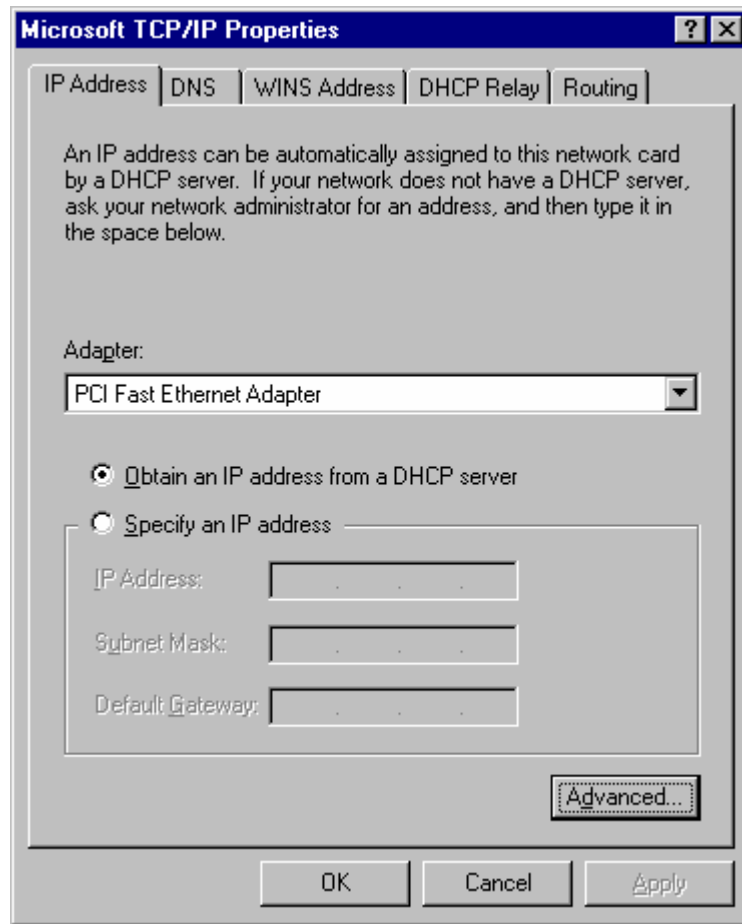 Microsoft TCP/IP Properties
IP Address DNS WINS Address DHCP Relay Routing
An IP address can be automatically assigned to this network card
by a DHCP server. If your network does not have a DHCP server,
ask your network administrator for an address, and then type it in
the space below.
Adapter:
PCI Fast Ethernet Adapter
Obtain an IP address from a DHCP server
Specify an IP address
IP Address:
Subnet Mask:
Default Gateway:
Advanced...
OK Cancel Apply